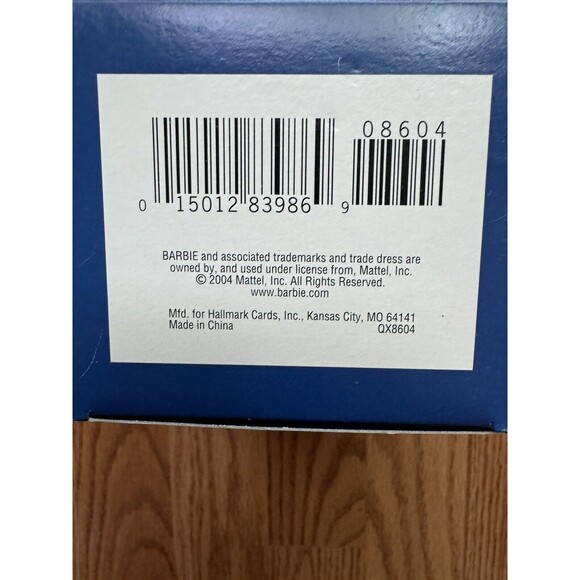 08604
0 15012 83986 9
BARBIE and associated trademarks and trade dress are
owned by, and used under license from, Mattel, Inc.
© 2004 Mattel, Inc. All Rights Reserved.
www.barbie.com
Mfd. for Hallmark Cards, Inc., Kansas City, MO 64141
Made in China QX8604